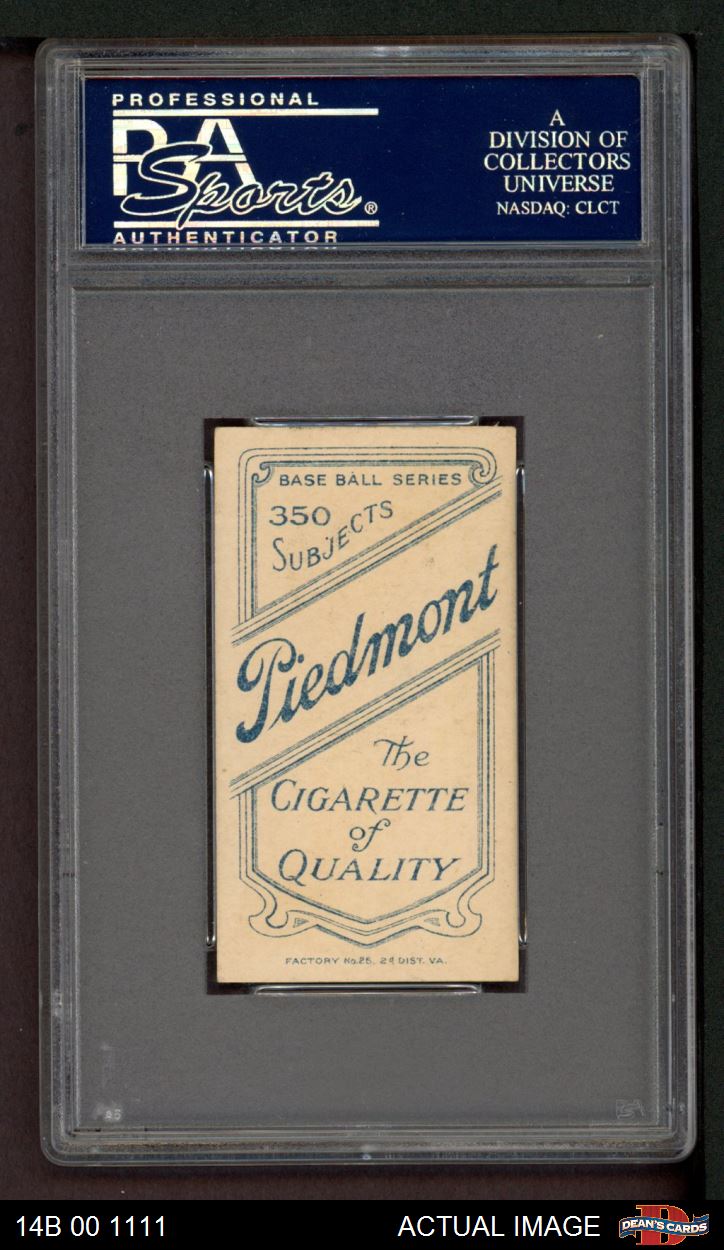 PROFESSIONAL
PSA
Sports®
AUTHENTICATOR
A
DIVISION OF
COLLECTORS
UNIVERSE
NASDAQ: CLCT
BASE BALL SERIES
350
SUBJECTS
Piedmont
The
CIGARETTE
of
QUALITY
FACTORY No.25, 2d DIST. VA.
PSA
14B 00 1111
ACTUAL IMAGE
D
DEAN'S CARDS